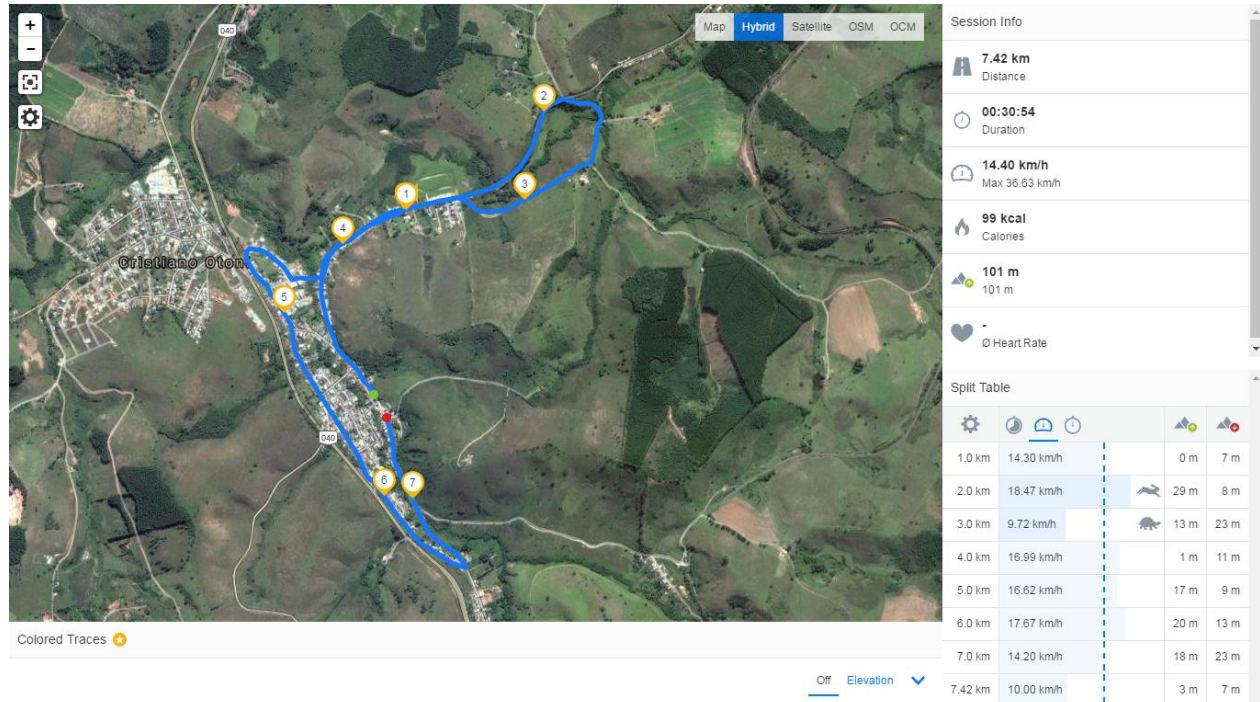 +
−
040
Map Hybrid Satellite OSM OCM
2
3
1
4
Cristiano Otoni
5
040
6
7
Colored Traces
Off Elevation
Session Info
7.42 km
Distance
00:30:54
Duration
14.40 km/h
Max 36.63 km/h
99 kcal
Calories
101 m
101 m
-
Ø Heart Rate
Split Table
1.0 km 14.30 km/h 0 m 7 m
2.0 km 18.47 km/h 29 m 8 m
3.0 km 9.72 km/h 13 m 23 m
4.0 km 16.99 km/h 1 m 11 m
5.0 km 16.62 km/h 17 m 9 m
6.0 km 17.67 km/h 20 m 13 m
7.0 km 14.20 km/h 18 m 23 m
7.42 km 10.00 km/h 3 m 7 m